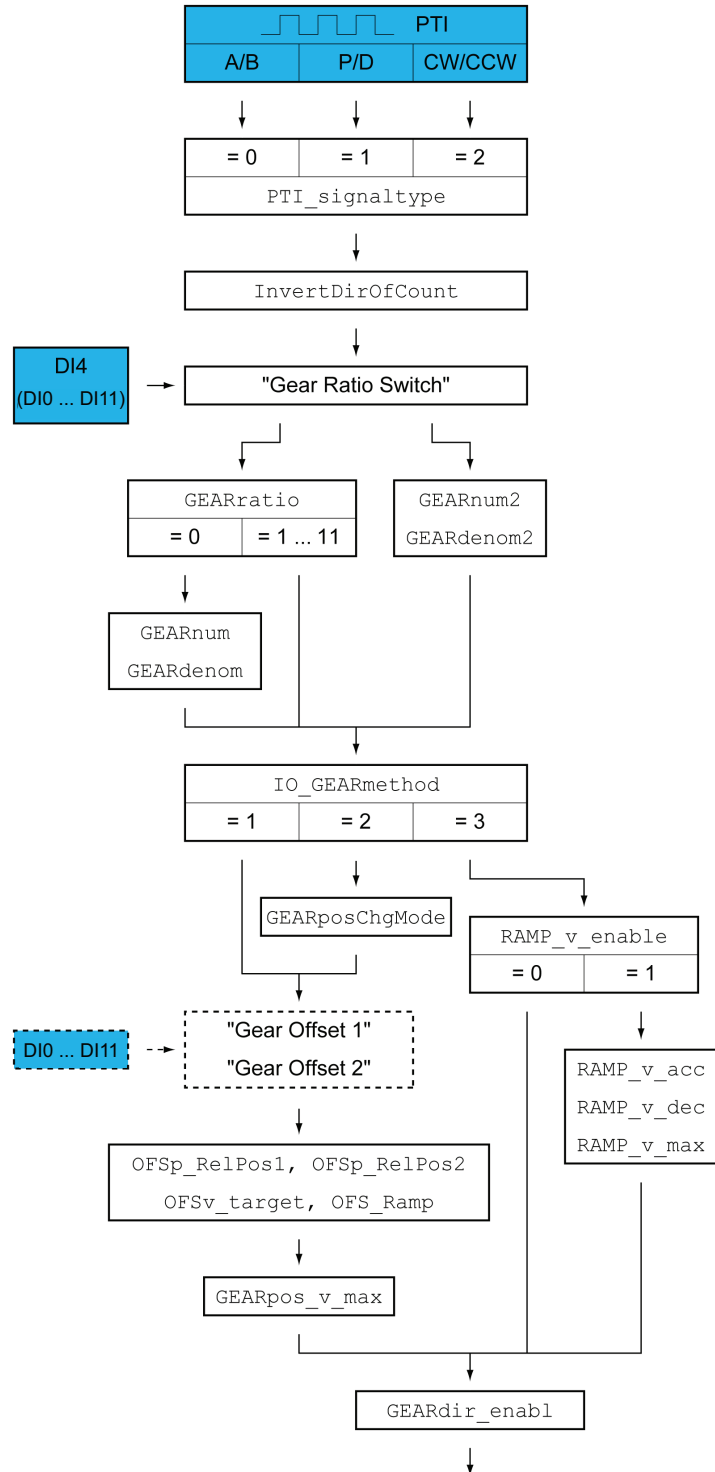 PTI
A/B P/D CW/CCW
= 0 = 1 = 2
PTI_signaltype
InvertDirOfCount
DI4
(DI0 ... DI11)
"Gear Ratio Switch"
GEARratio
= 0 = 1 ... 11
GEARnum2
GEARdenom2
GEARnum
GEARdenom
IO_GEARmethod
= 1 = 2 = 3
GEARposChgMode
RAMP_v_enable
= 0 = 1
DI0 ... DI11
"Gear Offset 1"
"Gear Offset 2"
RAMP_v_acc
RAMP_v_dec
RAMP_v_max
OFSp_RelPos1, OFSp_RelPos2
OFSv_target, OFS_Ramp
GEARpos_v_max
GEARdir_enabl